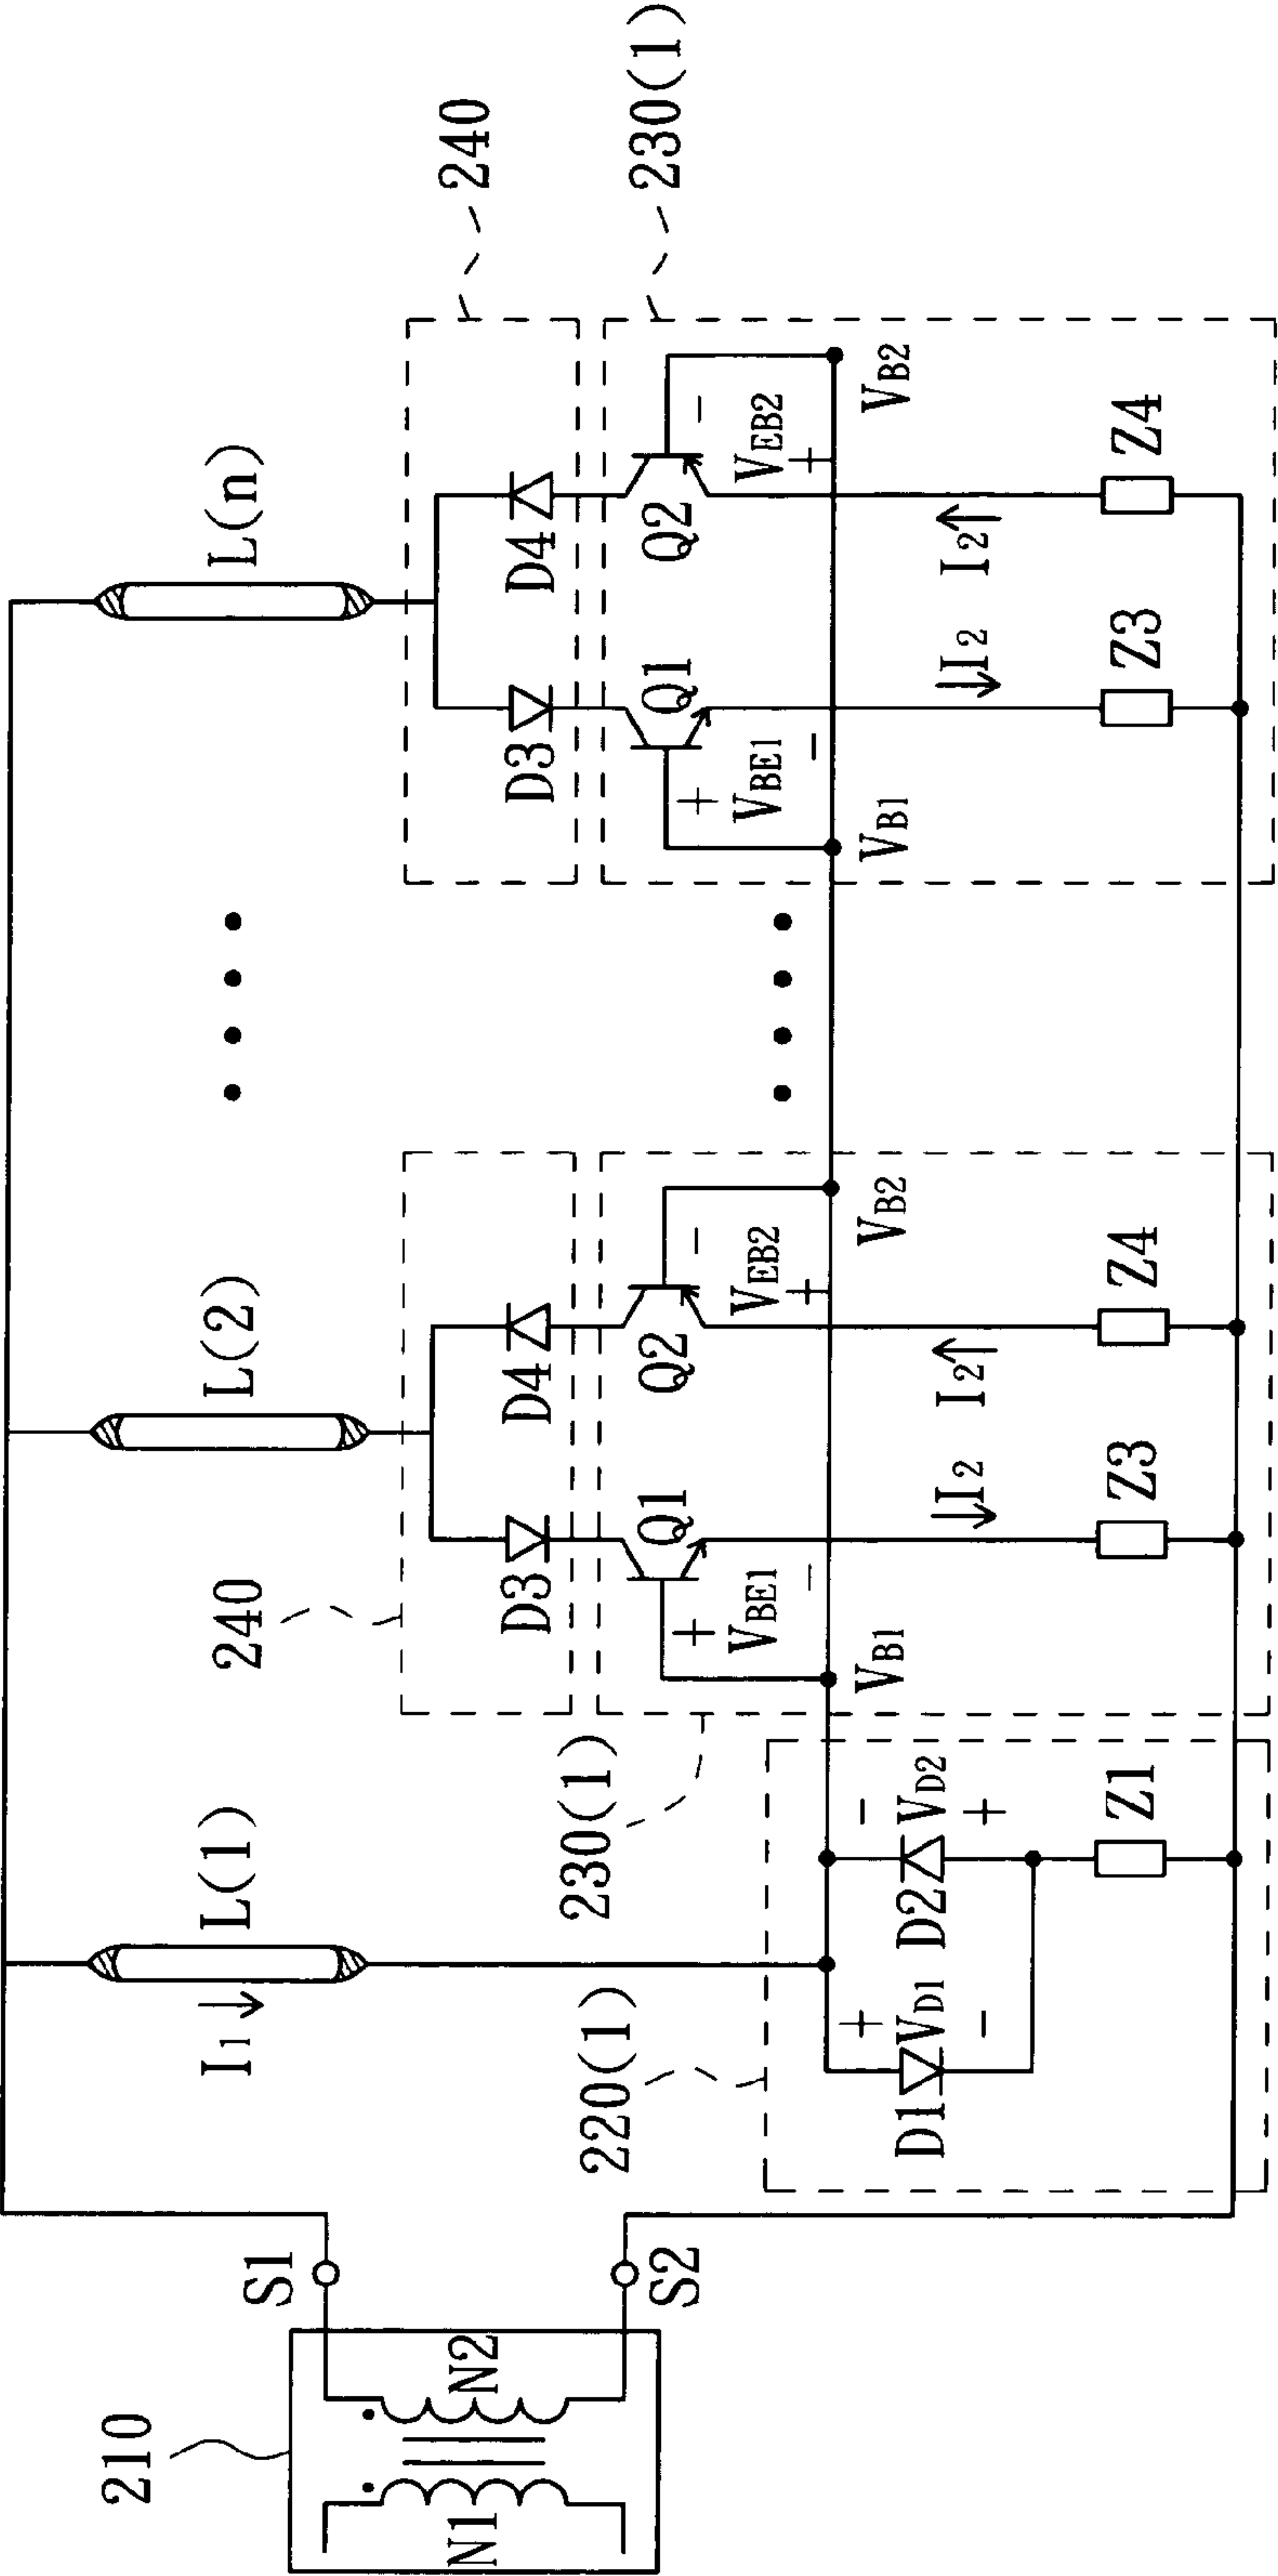 210
N1
N2
S1
S2
I1
L(1)
L(2)
L(n)
220(1)
D1
VD1
+
-
D2
VD2
-
+
Z1
230(1)
240
D3
D4
Q1
Q2
+
VBE1
-
-
VEB2
+
VB1
VB2
I2
I2
Z3
Z4
240
230(1)
D3
D4
Q1
Q2
+
VBE1
-
-
VEB2
+
VB1
VB2
I2
I2
Z3
Z4